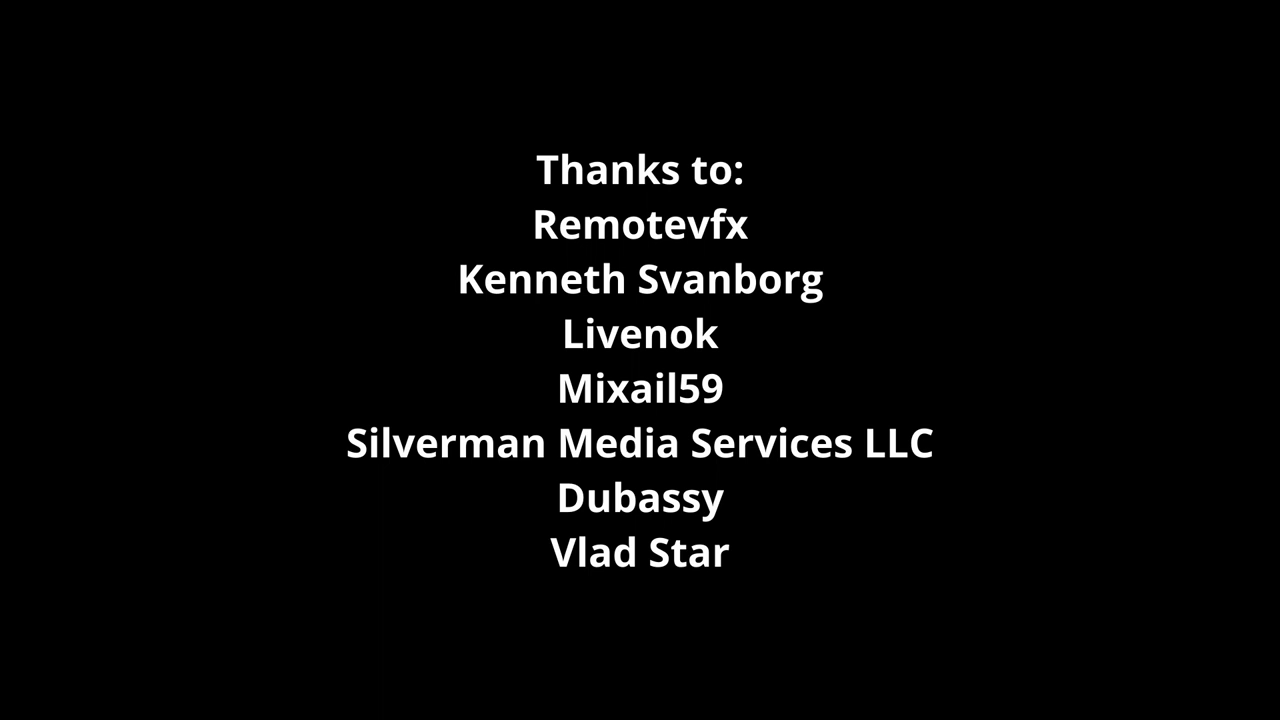 Thanks to:
Remotevfx
Kenneth Svanborg
Livenok
Mixail59
Silverman Media Services LLC
Dubassy
Vlad Star